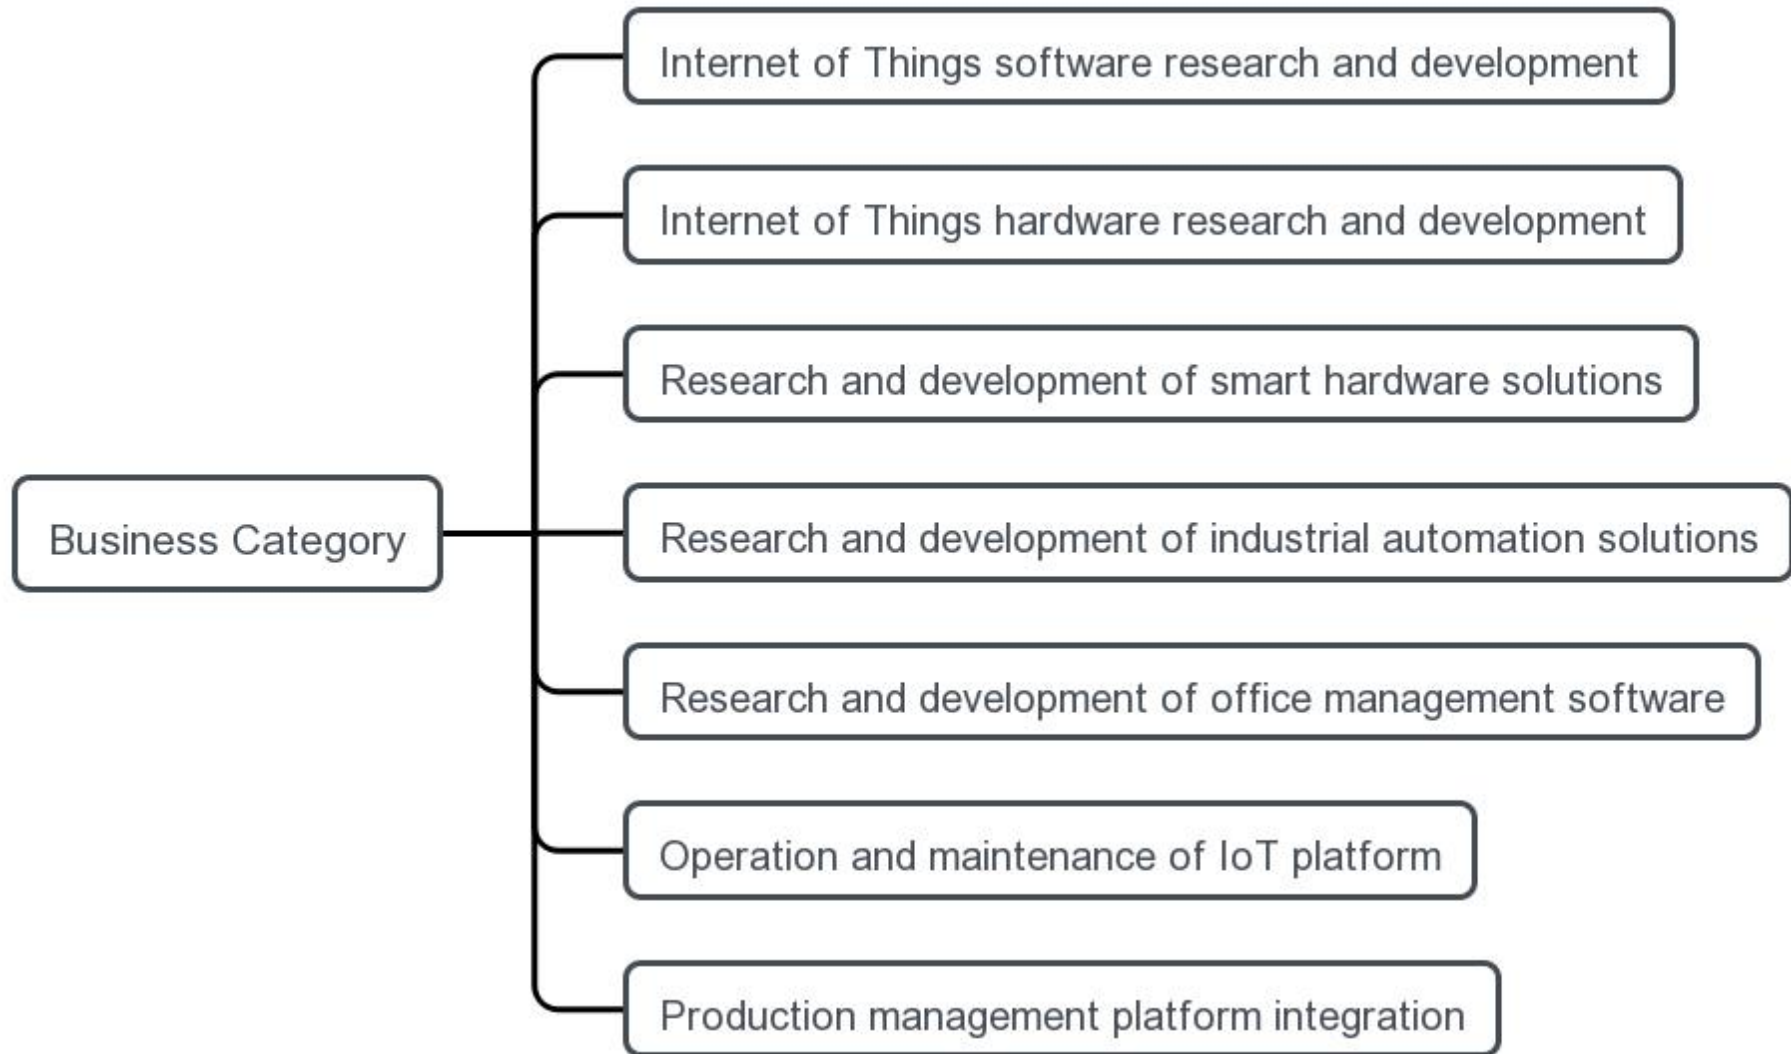 Internet of Things software research and development
Internet of Things hardware research and development
Research and development of smart hardware solutions
Business Category
Research and development of industrial automation solutions
Research and development of office management software
Operation and maintenance of IoT platform
Production management platform integration